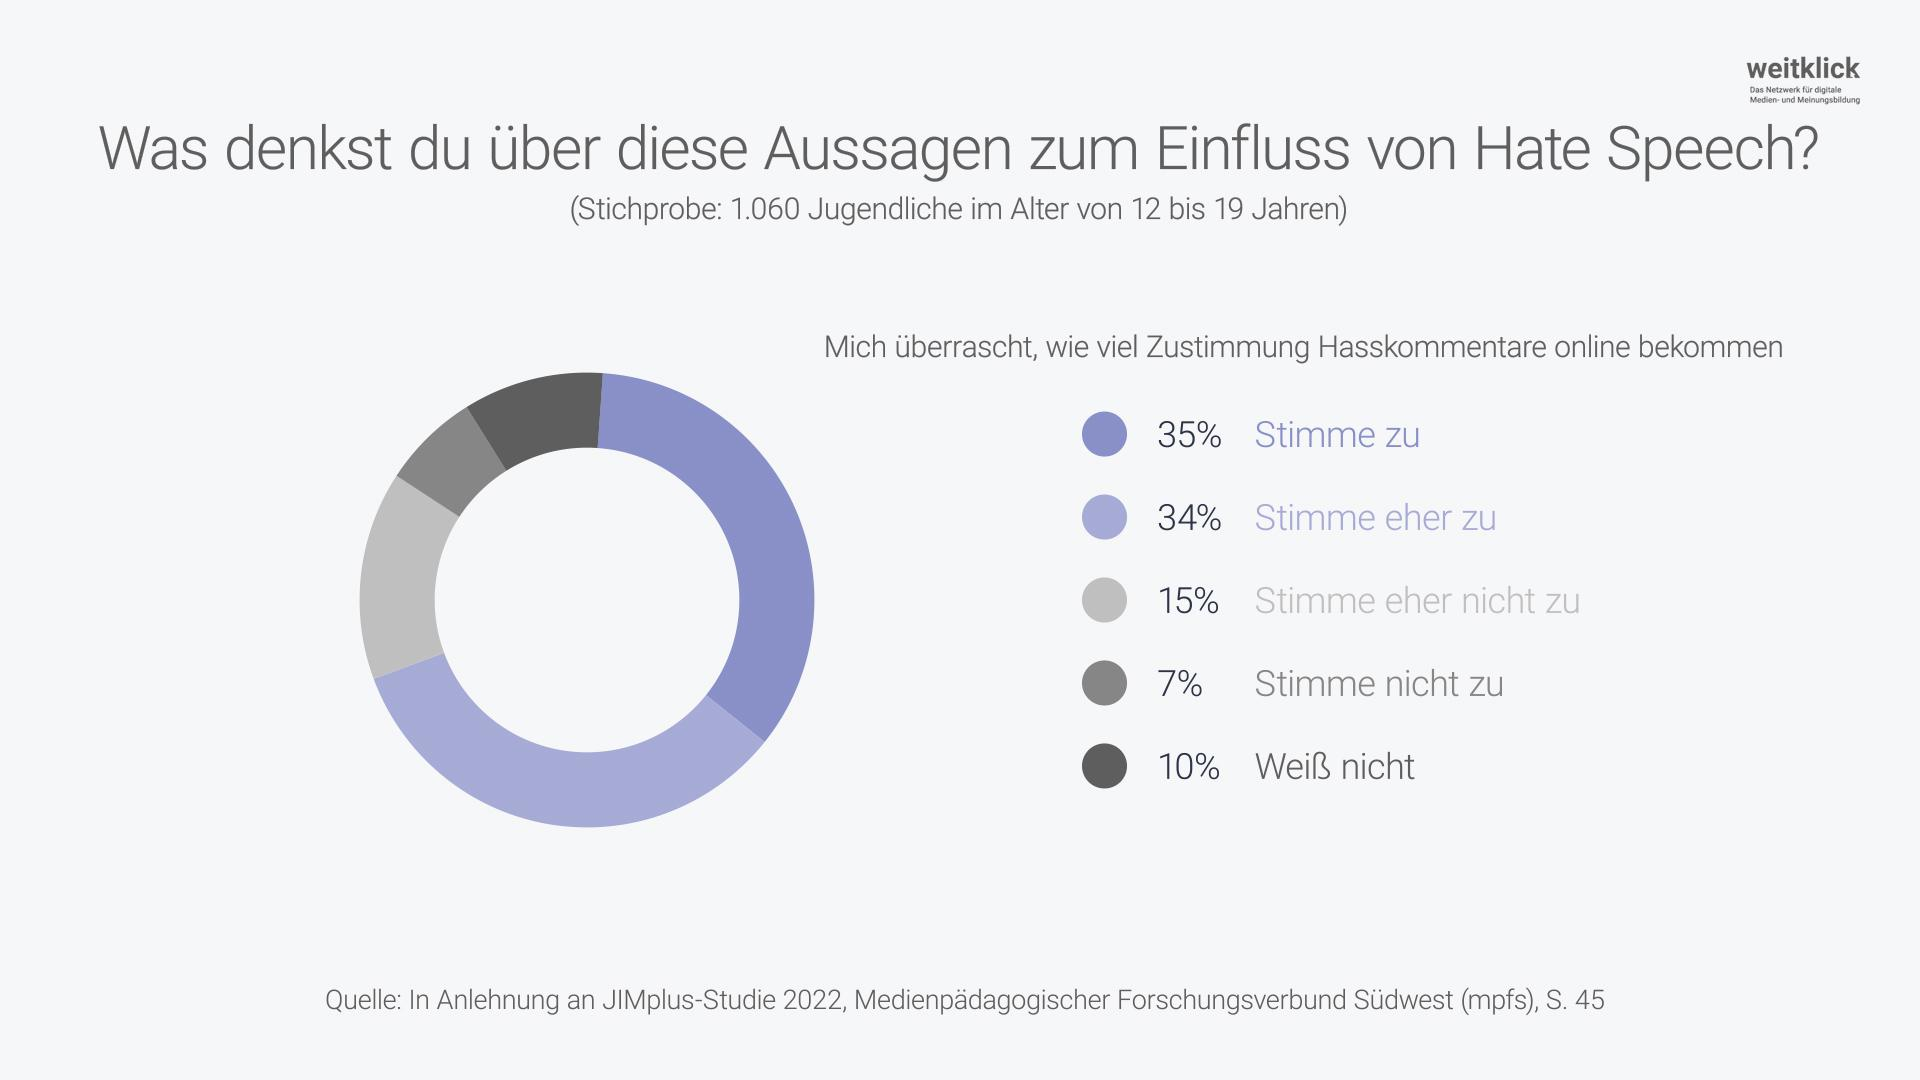 weitklick
Das Netzwerk für digitale
Medien- und Meinungsbildung
Was denkst du über diese Aussagen zum Einfluss von Hate Speech?
(Stichprobe: 1.060 Jugendliche im Alter von 12 bis 19 Jahren)
Mich überrascht, wie viel Zustimmung Hasskommentare online bekommen
35% Stimme zu
34% Stimme eher zu
15% Stimme eher nicht zu
7% Stimme nicht zu
10% Weiß nicht
Quelle: In Anlehnung an JIMplus-Studie 2022, Medienpädagogischer Forschungsverbund Südwest (mpfs), S. 45